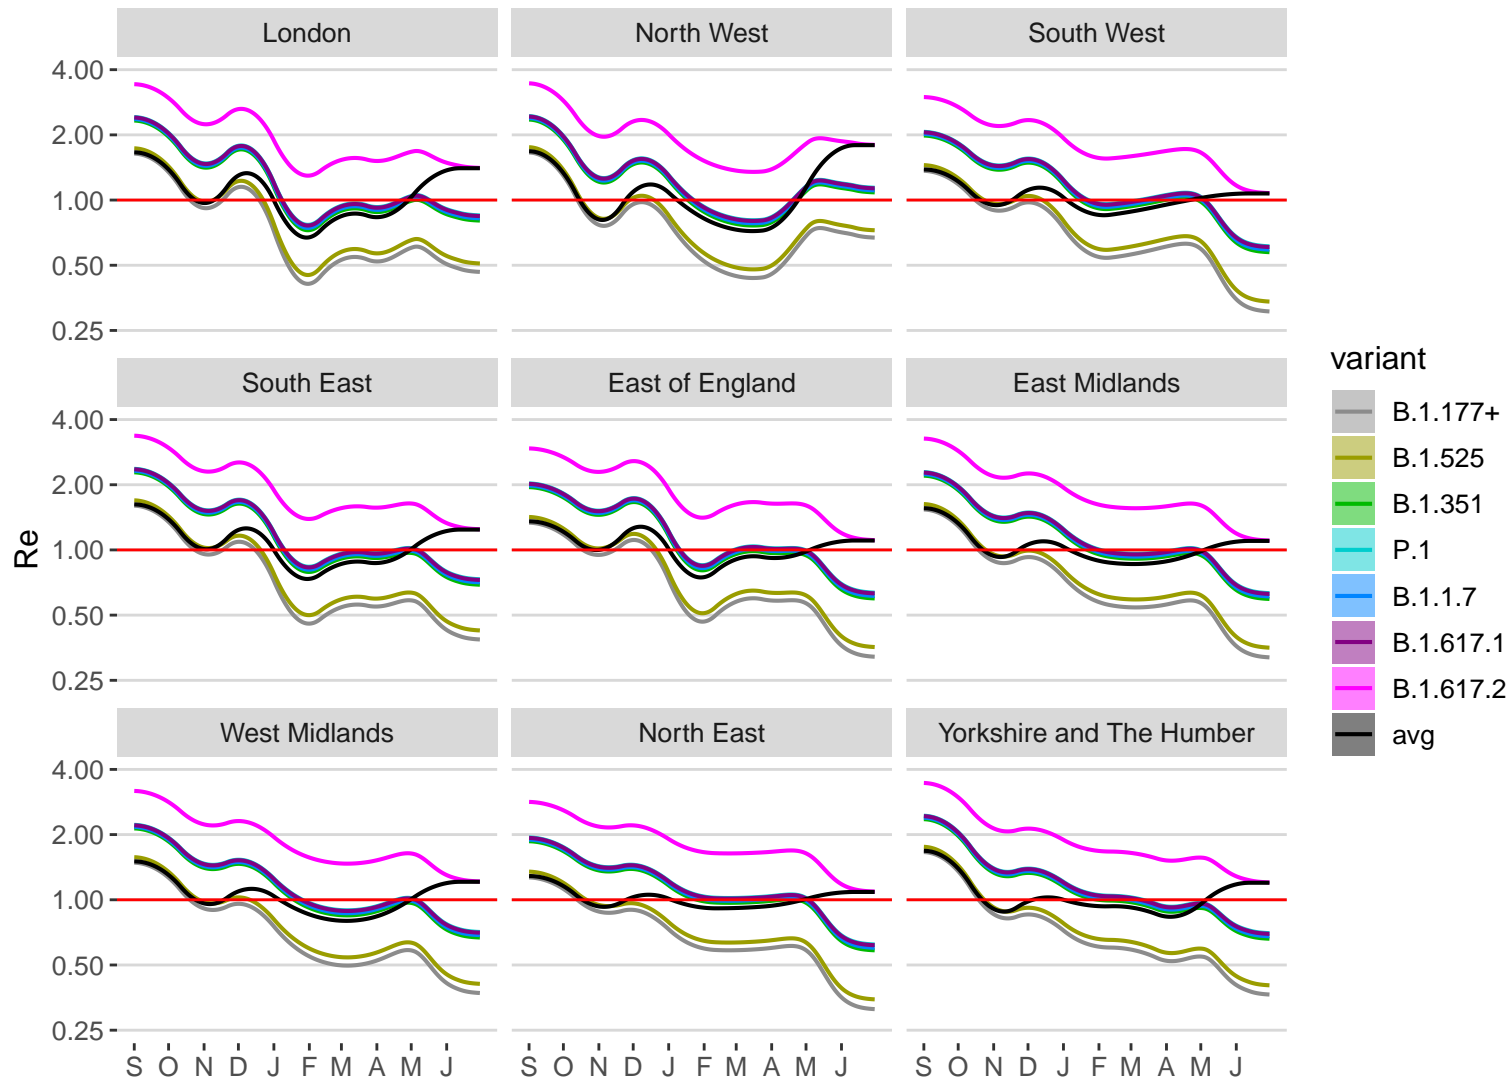 London
North West
South West
4.00
2.00
1.00
0.50
0.25
South East
East of England
East Midlands
4.00
2.00
1.00
0.50
0.25
Re
West Midlands
North East
Yorkshire and The Humber
4.00
2.00
1.00
0.50
0.25
S O N D J F M A M J
S O N D J F M A M J
S O N D J F M A M J
variant
B.1.177+
B.1.525
B.1.351
P.1
B.1.1.7
B.1.617.1
B.1.617.2
avg